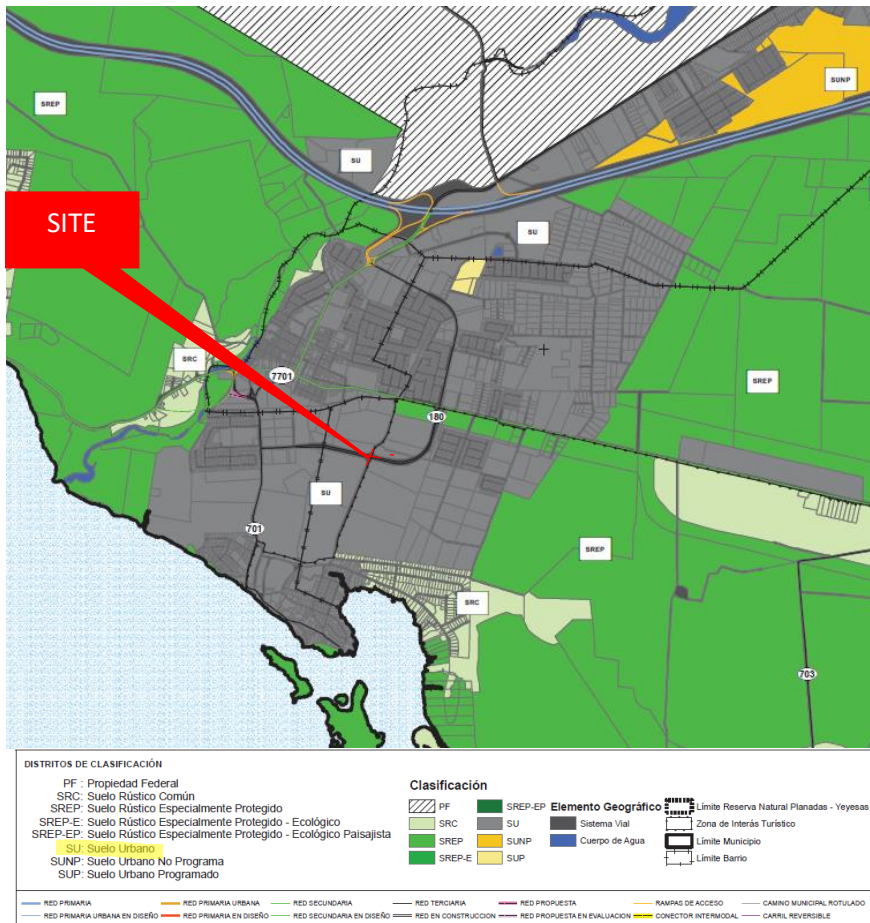 SREP
SUNP
SU
SITE
SU
SRC
7701
SREP
180
SU
701
SREP
SRC
703
DISTRITOS DE CLASIFICACIÓN
PF : Propiedad Federal
SRC: Suelo Rústico Común
SREP: Suelo Rústico Especialmente Protegido
SREP-E: Suelo Rústico Especialmente Protegido - Ecológico
SREP-EP: Suelo Rústico Especialmente Protegido - Ecológico Paisajista
SU: Suelo Urbano
SUNP: Suelo Urbano No Programa
SUP: Suelo Urbano Programado
Clasificación
PF
SRC
SREP
SREP-E
SREP-EP
SU
SUNP
SUP
Elemento Geográfico
Sistema Vial
Cuerpo de Agua
Límite Reserva Natural Planadas - Yeyesas
Zona de Interás Turístico
Límite Municipio
Límite Barrio
RED PRIMARIA
RED PRIMARIA URBANA
RED SECUNDARIA
RED TERCIARIA
RED PROPUESTA
RAMPAS DE ACCESO
CAMINO MUNICIPAL ROTULADO
RED PRIMARIA URBANA EN DISEÑO
RED PRIMARIA EN DISEÑO
RED SECUNDARIA EN DISEÑO
RED EN CONSTRUCCION
RED PROPUESTA EN EVALUACION
CONECTOR INTERMODAL
CARRIL REVERSIBLE